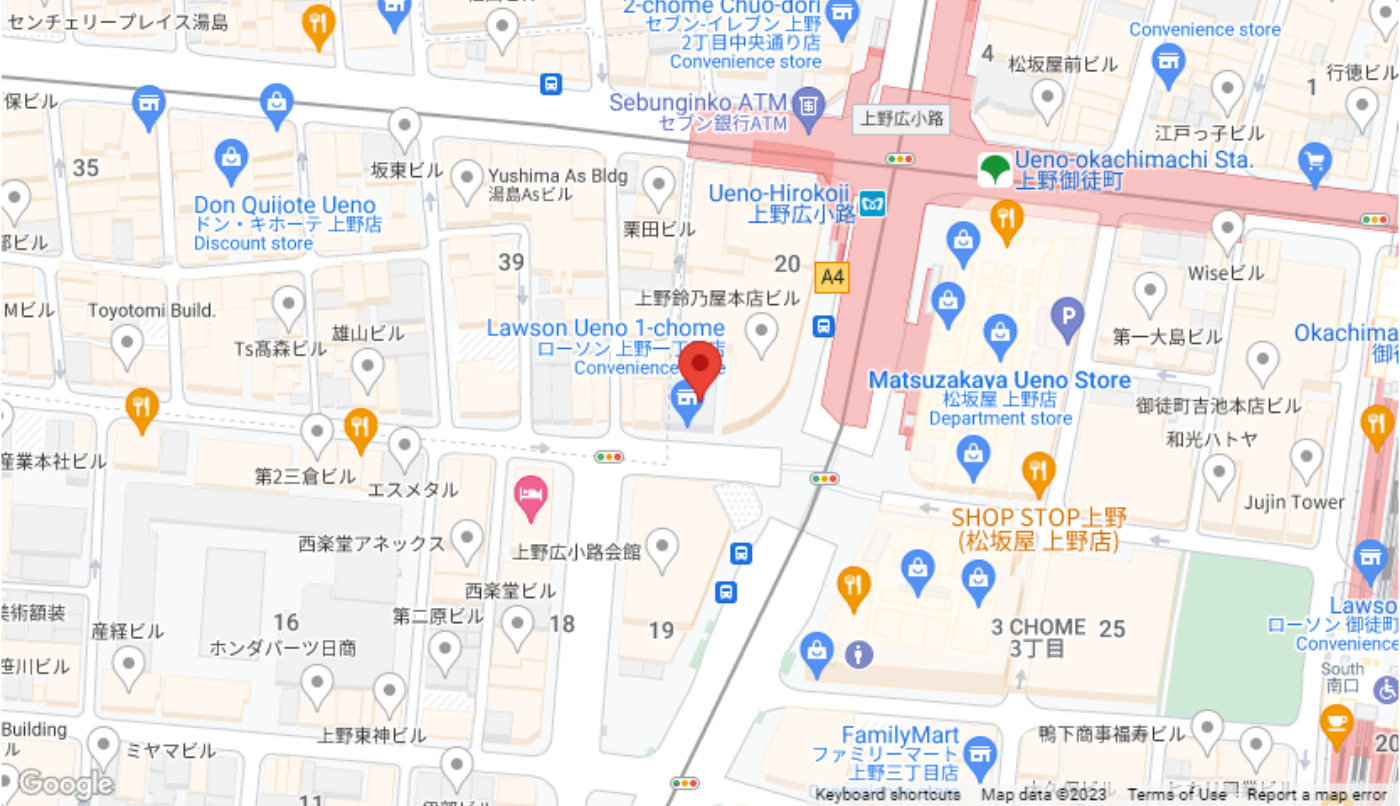 センチェリープレイス湯島
2-chome Chuo-dori
セブン-イレブン 上野
2丁目中央通り店
Convenience store
Convenience store
4
松坂屋前ビル
1
行徳ビル
保ビル
Sebunginko ATM
セブン銀行ATM
上野広小路
江戸っ子ビル
35
坂東ビル
Yushima As Bldg
湯島Asビル
Ueno-okachimachi Sta.
上野御徒町
Don Quijote Ueno
ドン・キホーテ 上野店
Discount store
Ueno-Hirokoji
上野広小路
栗田ビル
39
20
A4
Wiseビル
Mビル
Toyotomi Build.
上野鈴乃屋本店ビル
P
雄山ビル
Ts髙森ビル
Lawson Ueno 1-chome
ローソン 上野一丁
店
Convenience
第一大島ビル
Okachima
Matsuzakaya Ueno Store
松坂屋 上野店
Department store
御徒町吉池本店ビル
和光ハトヤ
産業本社ビル
第2三倉ビル
エスメタル
Jujin Tower
SHOP STOP上野
(松坂屋 上野店)
西楽堂アネックス
上野広小路会館
西楽堂ビル
美術額装
産経ビル
16
第二原ビル
18
19
3 CHOME
3丁目
25
ホンダパーツ日商
Lawso
ローソン 御徒町
Convenience
笹川ビル
South
南口
Building
ル
ミヤマビル
上野東神ビル
FamilyMart
ファミリーマート
上野三丁目店
鴨下商事福寿ビル
20
Google
11
Keyboard shortcuts
Map data ©2023
Terms of Use
Report a map error